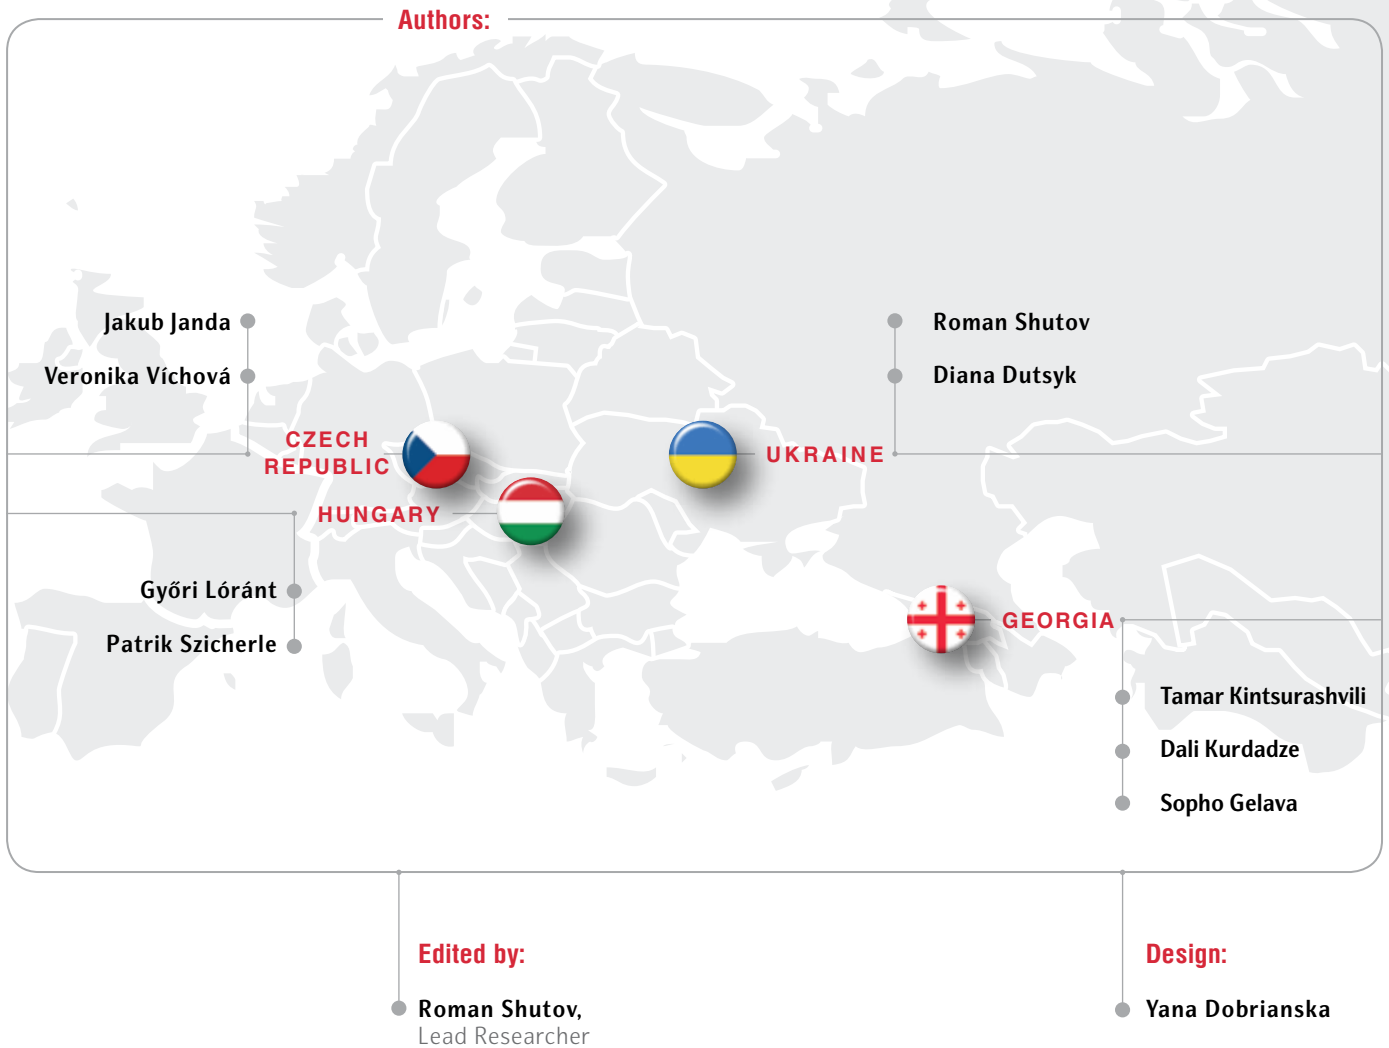 Authors:
Jakub Janda
Veronika Víchová
CZECH
REPUBLIC
HUNGARY
Győri Lóránt
Patrik Szicherle
Roman Shutov
Diana Dutsyk
UKRAINE
GEORGIA
Tamar Kintsurashvili
Dali Kurdadze
Sopho Gelava
Edited by:
Roman Shutov,
Lead Researcher
Design:
Yana Dobrianska